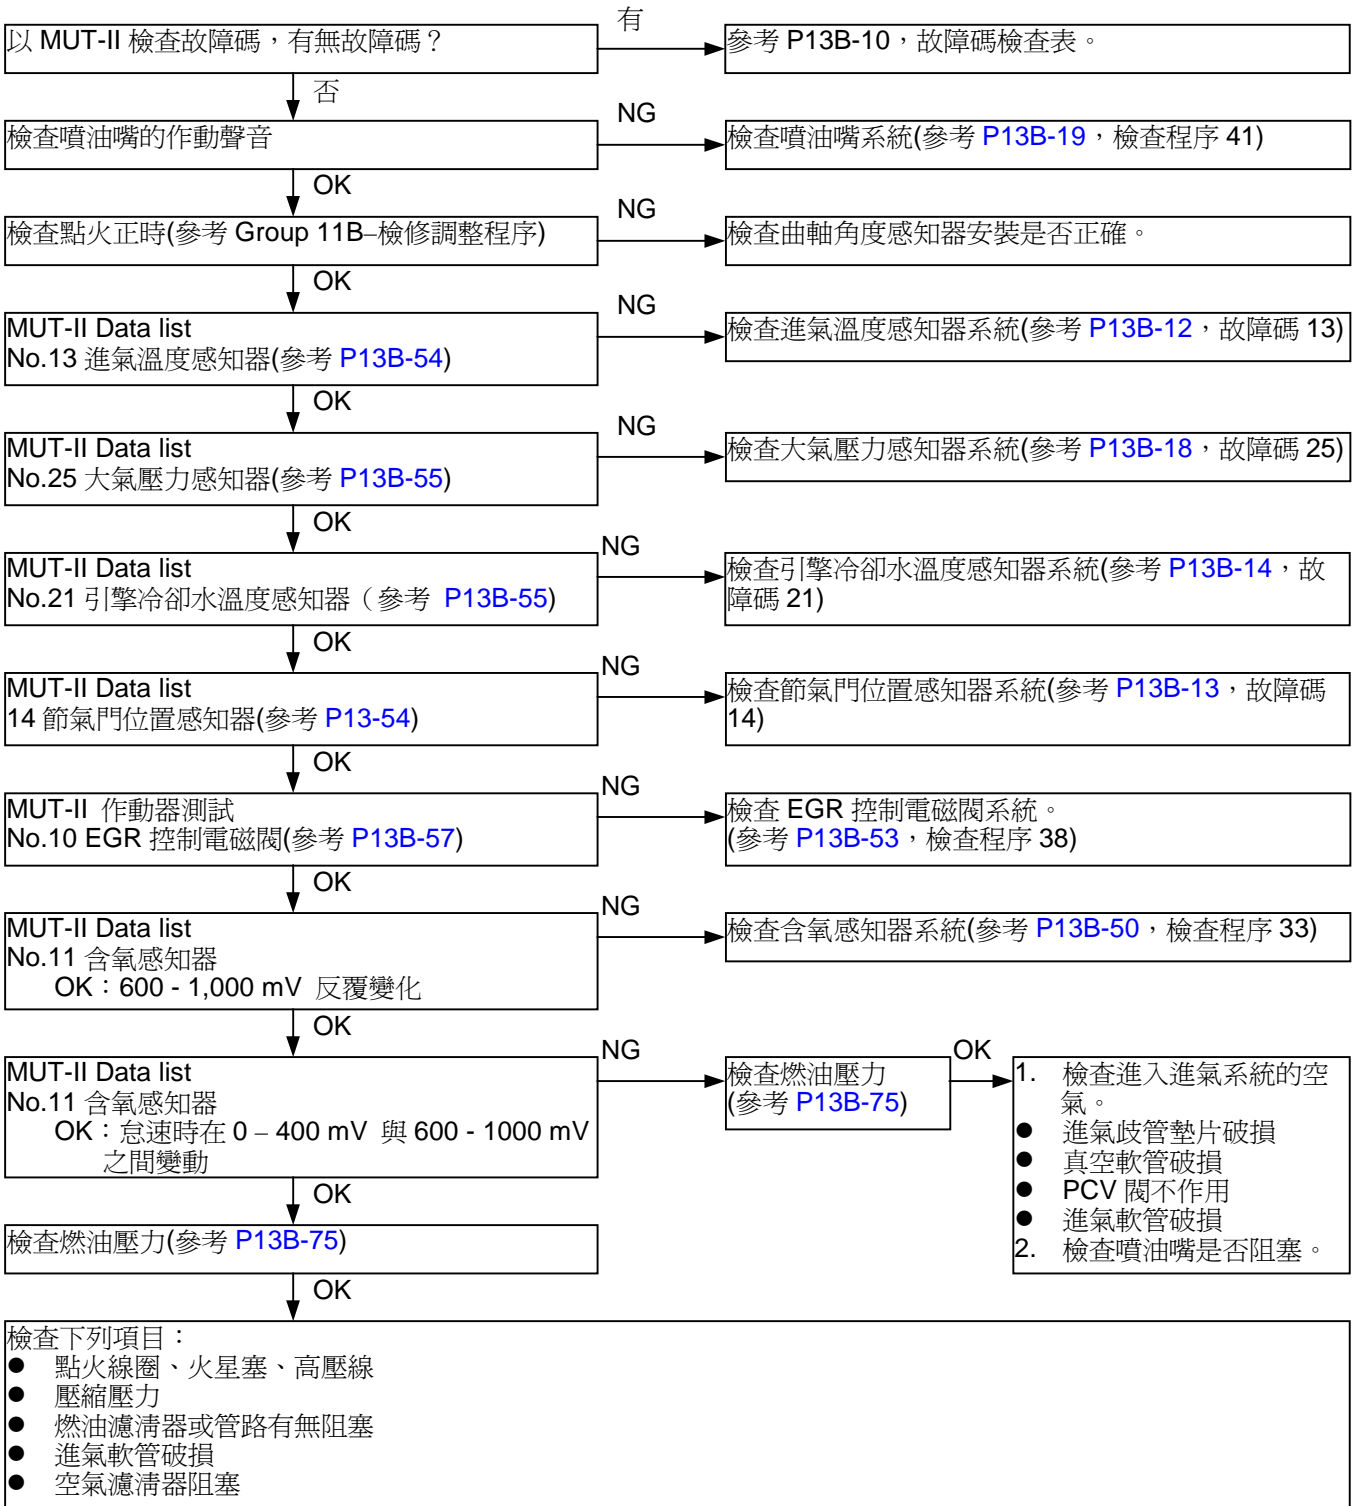 有
以 MUT-II 檢查故障碼，有無故障碼？
參考 P13B-10，故障碼檢查表。
否
NG
檢查噴油嘴的作動聲音
檢查噴油嘴系統(參考 P13B-19，檢查程序 41)
OK
NG
檢查點火正時(參考 Group 11B–檢修調整程序)
檢查曲軸角度感知器安裝是否正確。
OK
NG
MUT-II Data list
No.13 進氣溫度感知器(參考 P13B-54)
檢查進氣溫度感知器系統(參考 P13B-12，故障碼 13)
OK
NG
MUT-II Data list
No.25 大氣壓力感知器(參考 P13B-55)
檢查大氣壓力感知器系統(參考 P13B-18，故障碼 25)
OK
NG
MUT-II Data list
No.21 引擎冷卻水溫度感知器（參考 P13B-55)
檢查引擎冷卻水溫度感知器系統(參考 P13B-14，故
障碼 21)
OK
NG
MUT-II Data list
14 節氣門位置感知器(參考 P13-54)
檢查節氣門位置感知器系統(參考 P13B-13，故障碼
14)
OK
NG
MUT-II 作動器測試
No.10 EGR 控制電磁閥(參考 P13B-57)
檢查 EGR 控制電磁閥系統。
(參考 P13B-53，檢查程序 38)
OK
NG
MUT-II Data list
No.11 含氧感知器
OK：600 - 1,000 mV 反覆變化
檢查含氧感知器系統(參考 P13B-50，檢查程序 33)
OK
NG
MUT-II Data list
No.11 含氧感知器
OK：怠速時在 0 – 400 mV 與 600 - 1000 mV
之間變動
檢查燃油壓力
(參考 P13B-75)
OK
1. 檢查進入進氣系統的空
氣。
● 進氣歧管墊片破損
● 真空軟管破損
● PCV 閥不作用
● 進氣軟管破損
2. 檢查噴油嘴是否阻塞。
OK
檢查燃油壓力(參考 P13B-75)
OK
檢查下列項目：
● 點火線圈、火星塞、高壓線
● 壓縮壓力
● 燃油濾清器或管路有無阻塞
● 進氣軟管破損
● 空氣濾清器阻塞